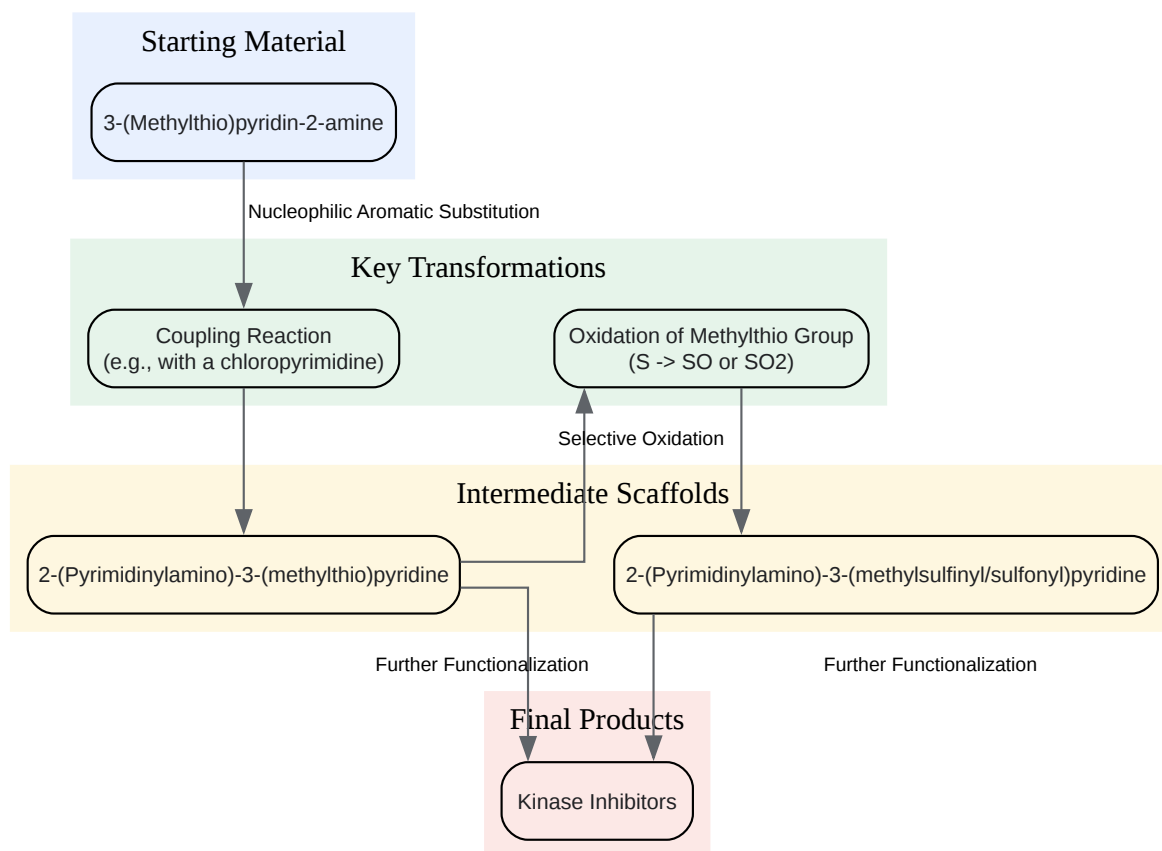 Starting Material
3-(Methylthio)pyridin-2-amine
Nucleophilic Aromatic Substitution
Key Transformations
Coupling Reaction
(e.g., with a chloropyrimidine)
Oxidation of Methylthio Group
(S -> SO or SO2)
Selective Oxidation
Intermediate Scaffolds
2-(Pyrimidinylamino)-3-(methylthio)pyridine
2-(Pyrimidinylamino)-3-(methylsulfinyl/sulfonyl)pyridine
Further Functionalization
Further Functionalization
Final Products
Kinase Inhibitors